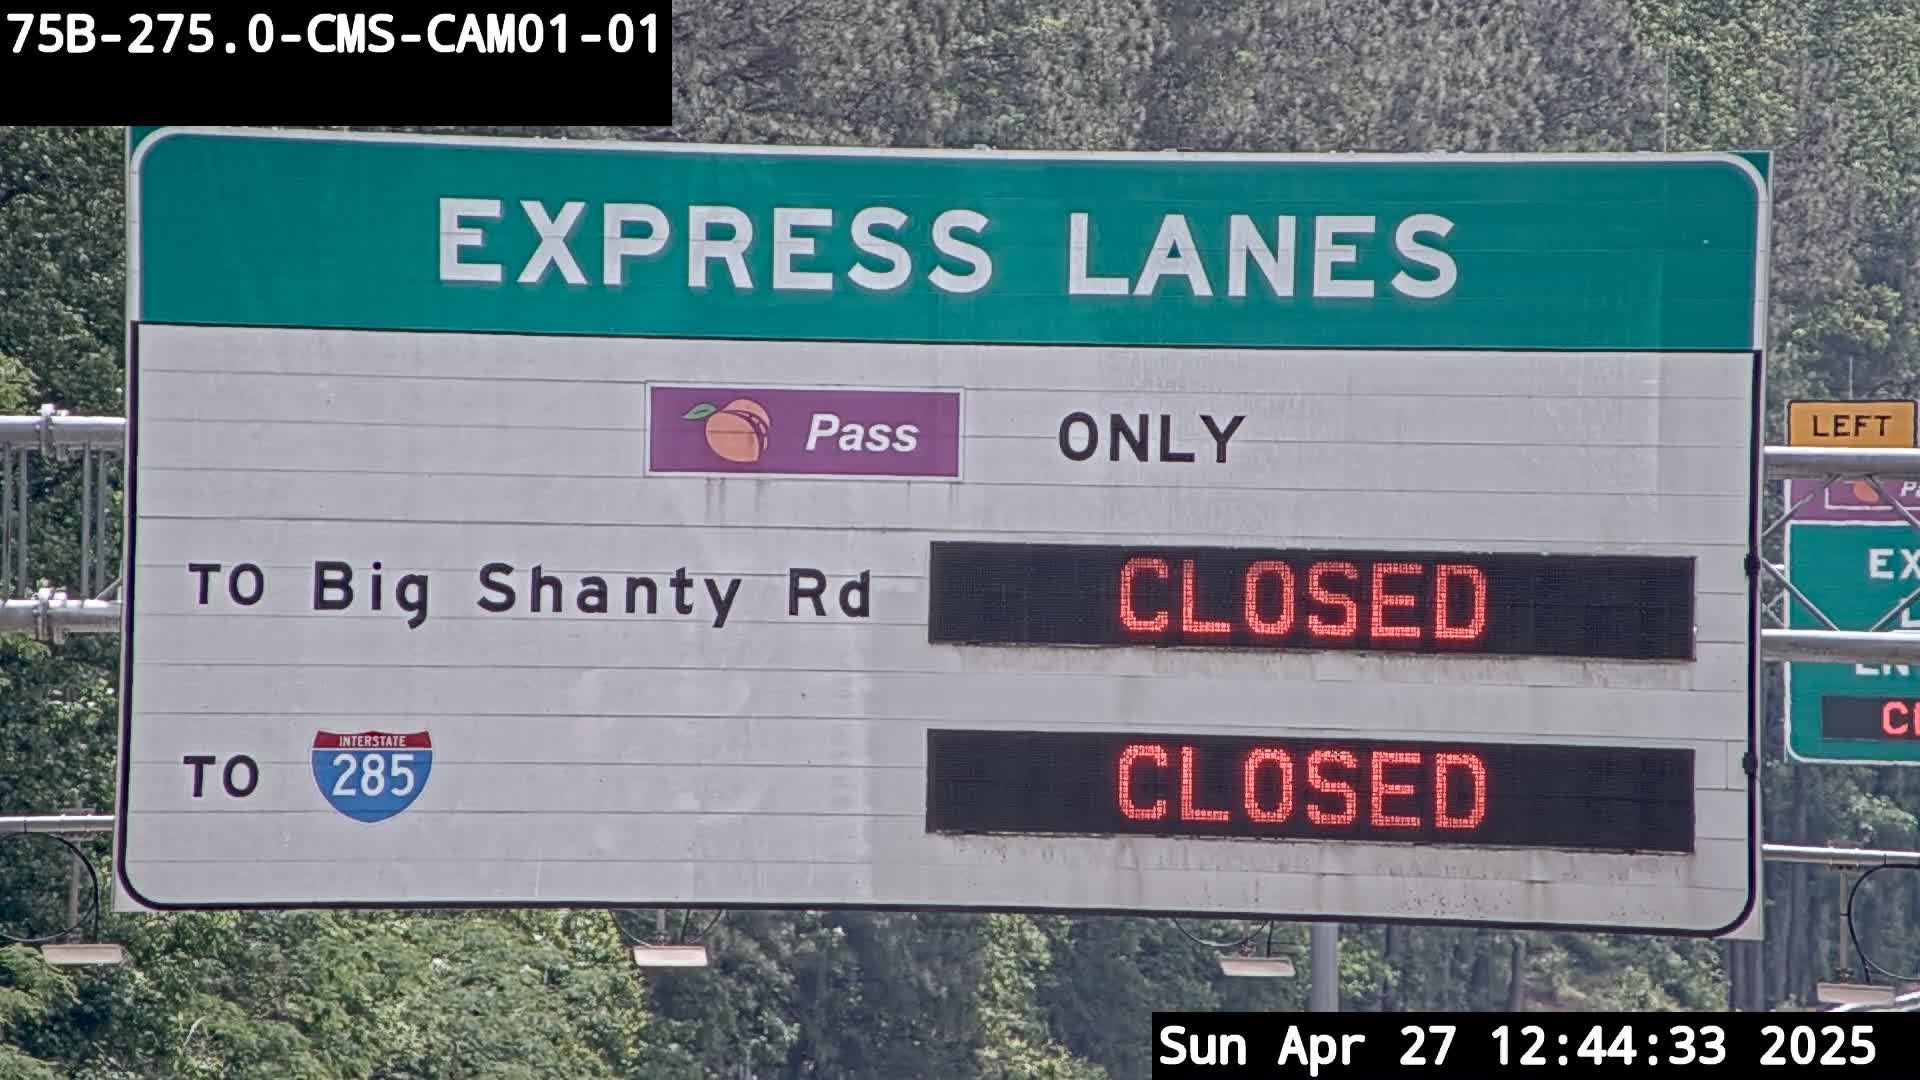 75B-275.0-CMS-CAM01-01
EXPRESS LANES
Pass ONLY
LEFT
TO Big Shanty Rd CLOSED
EX
TO INTERSTATE 285 CLOSED
Sun Apr 27 12:44:33 2025